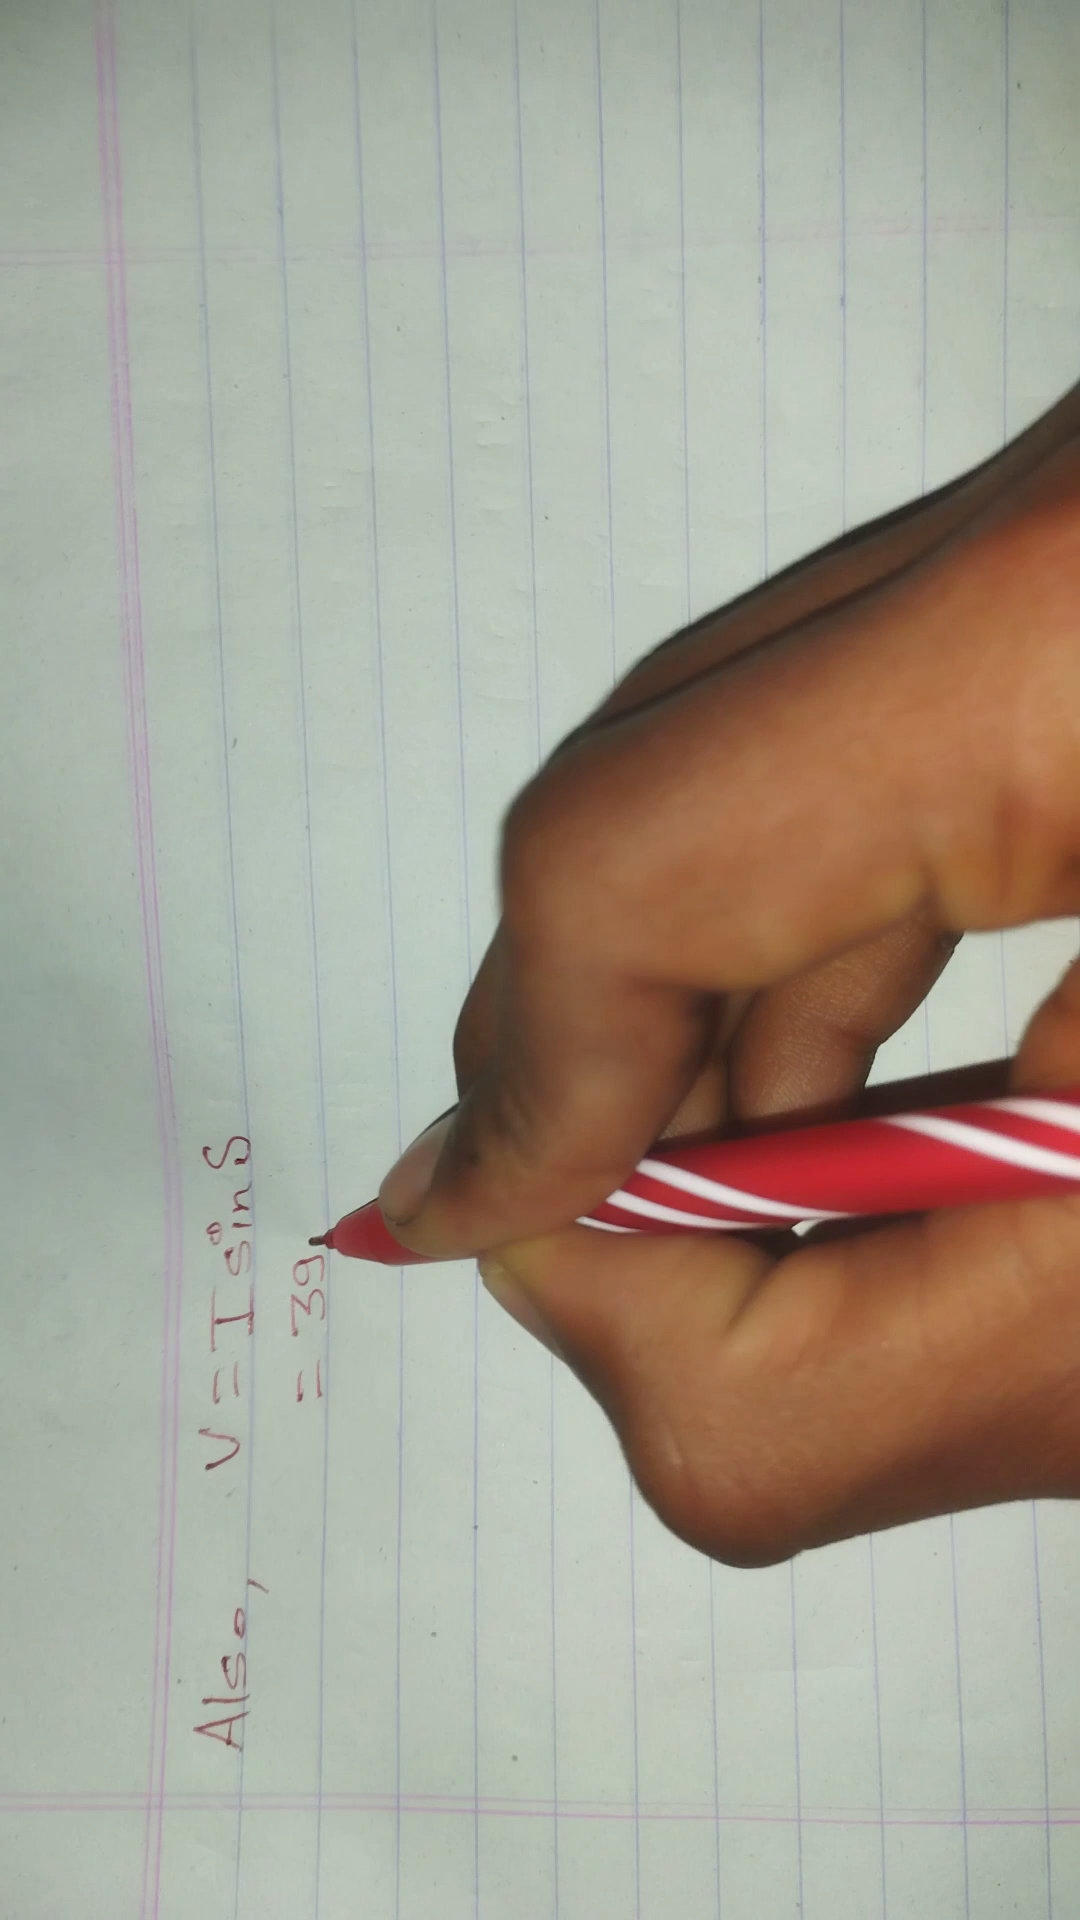 Also, V = I sin S
= 39